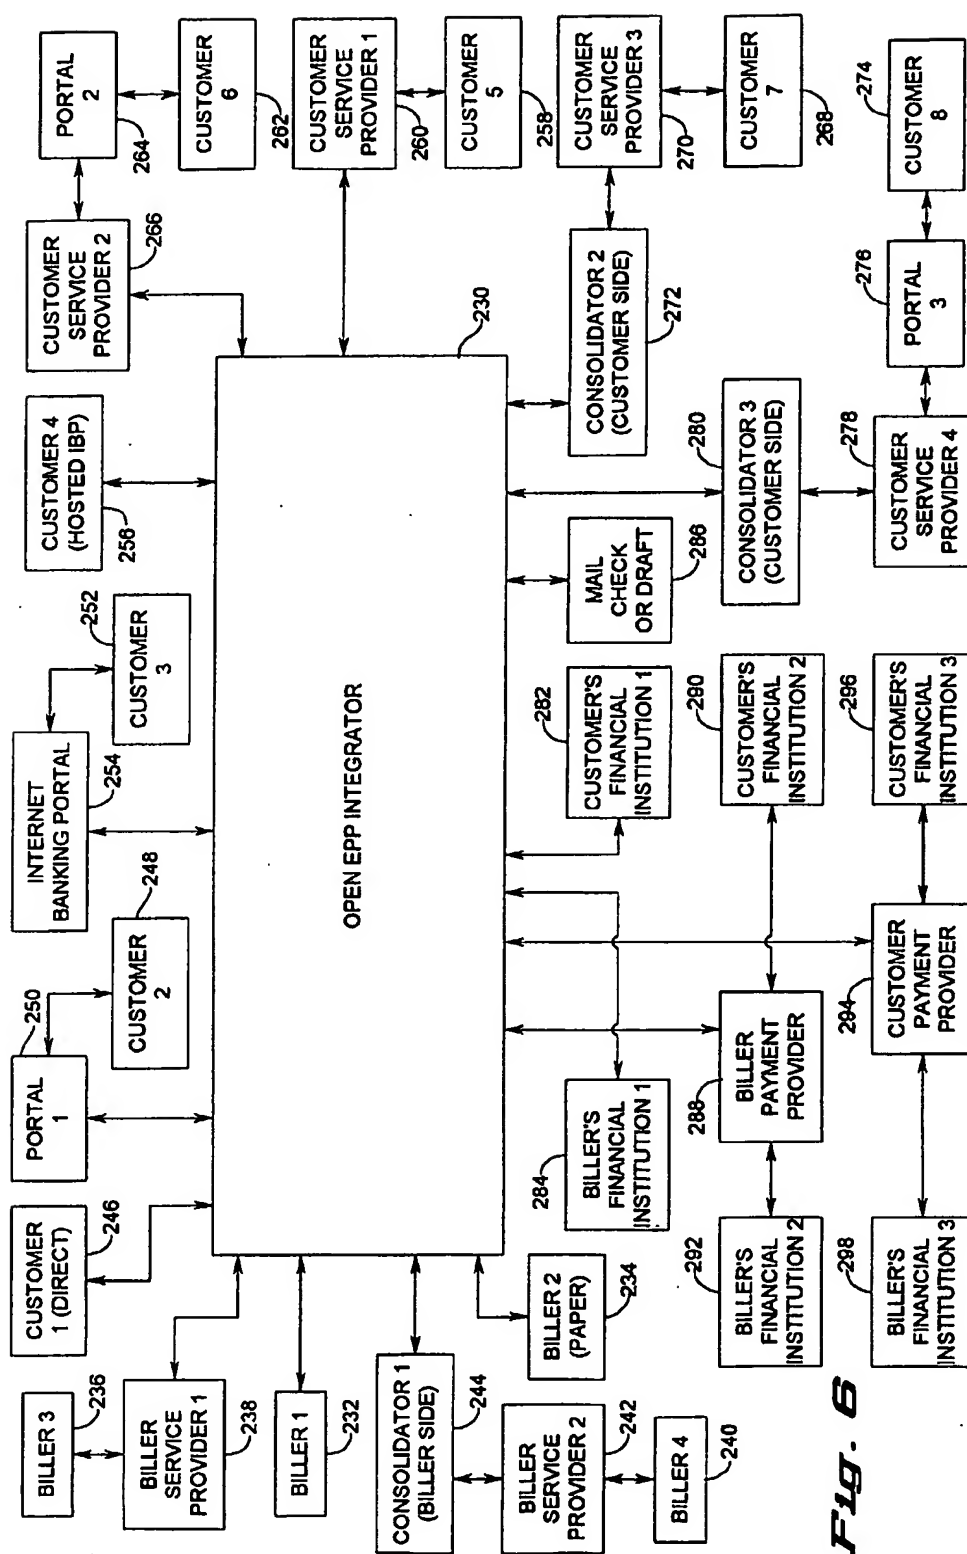 BILLER 3
236
BILLER
SERVICE
PROVIDER 1
238
BILLER 1
232
CONSOLIDATOR 1
(BILLER SIDE)
244
BILLER
SERVICE
PROVIDER 2
242
BILLER 4
240
BILLER 2
(PAPER)
234
CUSTOMER
1 (DIRECT)
246
PORTAL
1
250
CUSTOMER
2
248
INTERNET
BANKING PORTAL
254
CUSTOMER
3
252
CUSTOMER 4
(HOSTED IBP)
256
CUSTOMER
SERVICE
PROVIDER 2
266
PORTAL
2
264
CUSTOMER
6
262
CUSTOMER
SERVICE
PROVIDER 1
260
CUSTOMER
5
258
CUSTOMER
SERVICE
PROVIDER 3
270
CUSTOMER
7
268
OPEN EPP INTEGRATOR
230
CONSOLIDATOR 2
(CUSTOMER SIDE)
272
CONSOLIDATOR 3
(CUSTOMER SIDE)
280
CUSTOMER
SERVICE
PROVIDER 4
278
PORTAL
3
276
CUSTOMER
8
274
MAIL
CHECK
OR DRAFT
286
CUSTOMER'S
FINANCIAL
INSTITUTION 1
282
BILLER'S
FINANCIAL
INSTITUTION 1
284
BILLER'S
FINANCIAL
INSTITUTION 2
292
BILLER
PAYMENT
PROVIDER
288
CUSTOMER'S
FINANCIAL
INSTITUTION 2
290
BILLER'S
FINANCIAL
INSTITUTION 3
298
CUSTOMER
PAYMENT
PROVIDER
294
CUSTOMER'S
FINANCIAL
INSTITUTION 3
296
Fig. 6